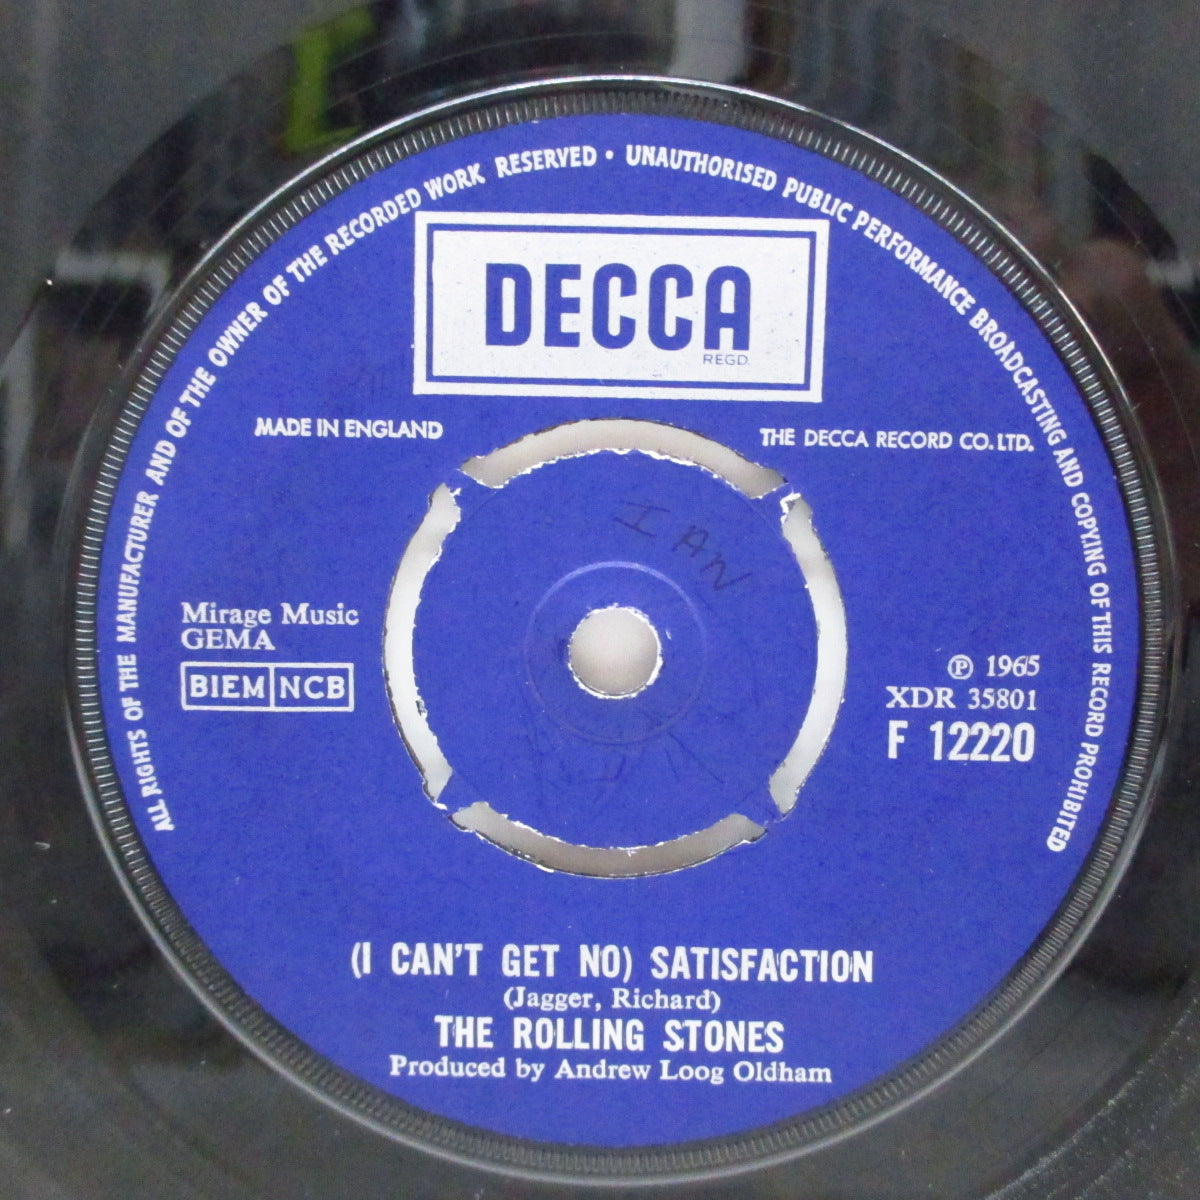 ALL RIGHTS OF THE MANUFACTURER AND OF THE OWNER OF THE RECORDED WORK RESERVED • UNAUTHORISED PUBLIC PERFORMANCE BROADCASTING AND COPYING OF THIS RECORD PROHIBITED
DECCA
REGD.
MADE IN ENGLAND
THE DECCA RECORD CO. LTD.
IAN
Mirage Music
GEMA
BIEM NCB
℗ 1965
XDR 35801
F 12220
(I CAN'T GET NO) SATISFACTION
(Jagger, Richard)
THE ROLLING STONES
Produced by Andrew Loog Oldham